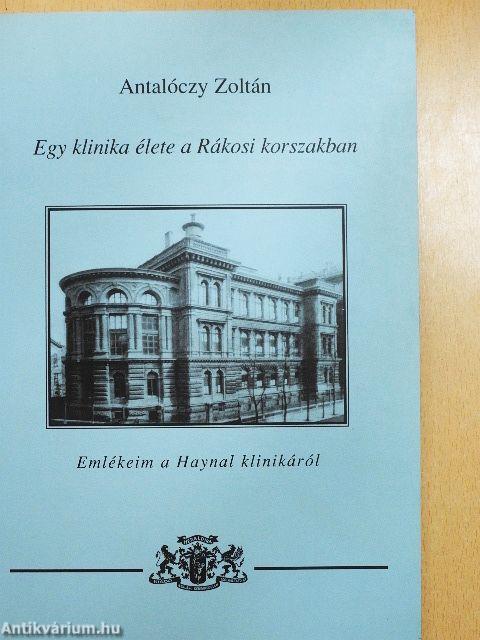 Antalóczy Zoltán
Egy klinika élete a Rákosi korszakban
Emlékeim a Haynal klinikáról
Antikvárium.hu